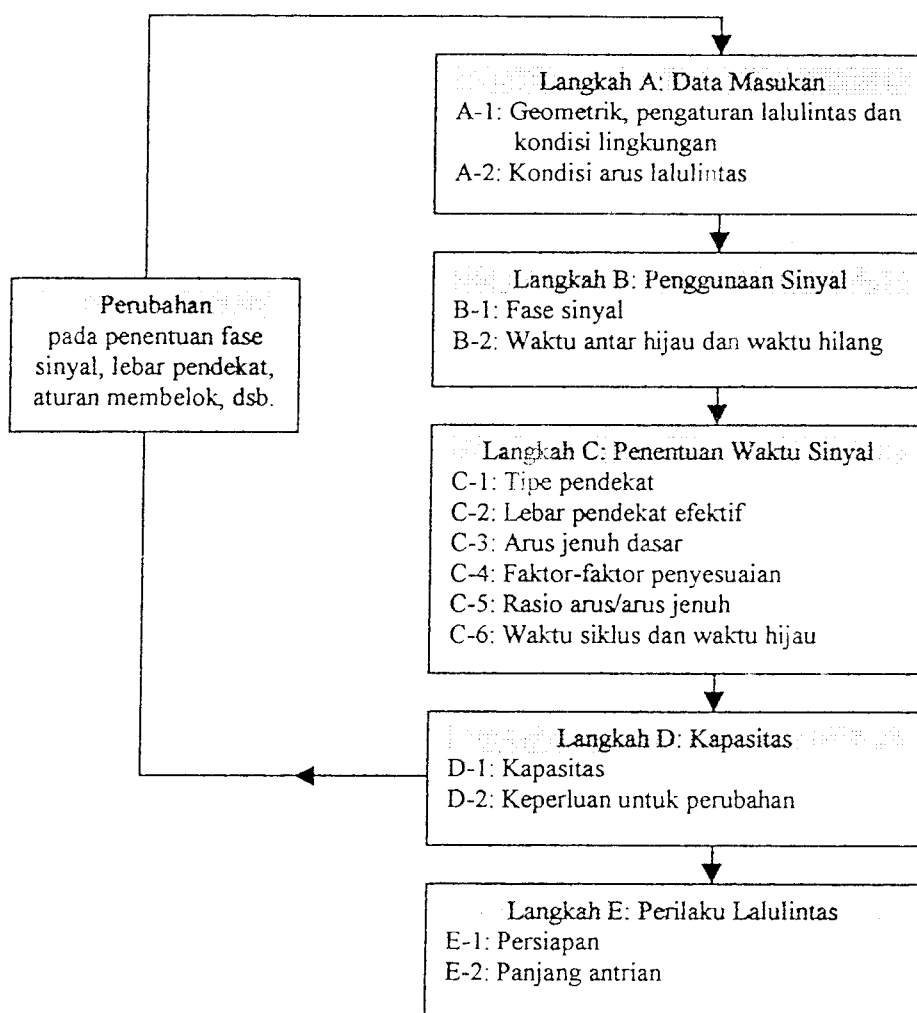 Langkah A: Data Masukan
A-1: Geometrik, pengaturan lalulintas dan
kondisi lingkungan
A-2: Kondisi arus lalulintas
Langkah B: Penggunaan Sinyal
B-1: Fase sinyal
B-2: Waktu antar hijau dan waktu hilang
Perubahan
pada penentuan fase
sinyal, lebar pendekat,
aturan membelok, dsb.
Langkah C: Penentuan Waktu Sinyal
C-1: Tipe pendekat
C-2: Lebar pendekat efektif
C-3: Arus jenuh dasar
C-4: Faktor-faktor penyesuaian
C-5: Rasio arus/arus jenuh
C-6: Waktu siklus dan waktu hijau
Langkah D: Kapasitas
D-1: Kapasitas
D-2: Keperluan untuk perubahan
Langkah E: Perilaku Lalulintas
E-1: Persiapan
E-2: Panjang antrian